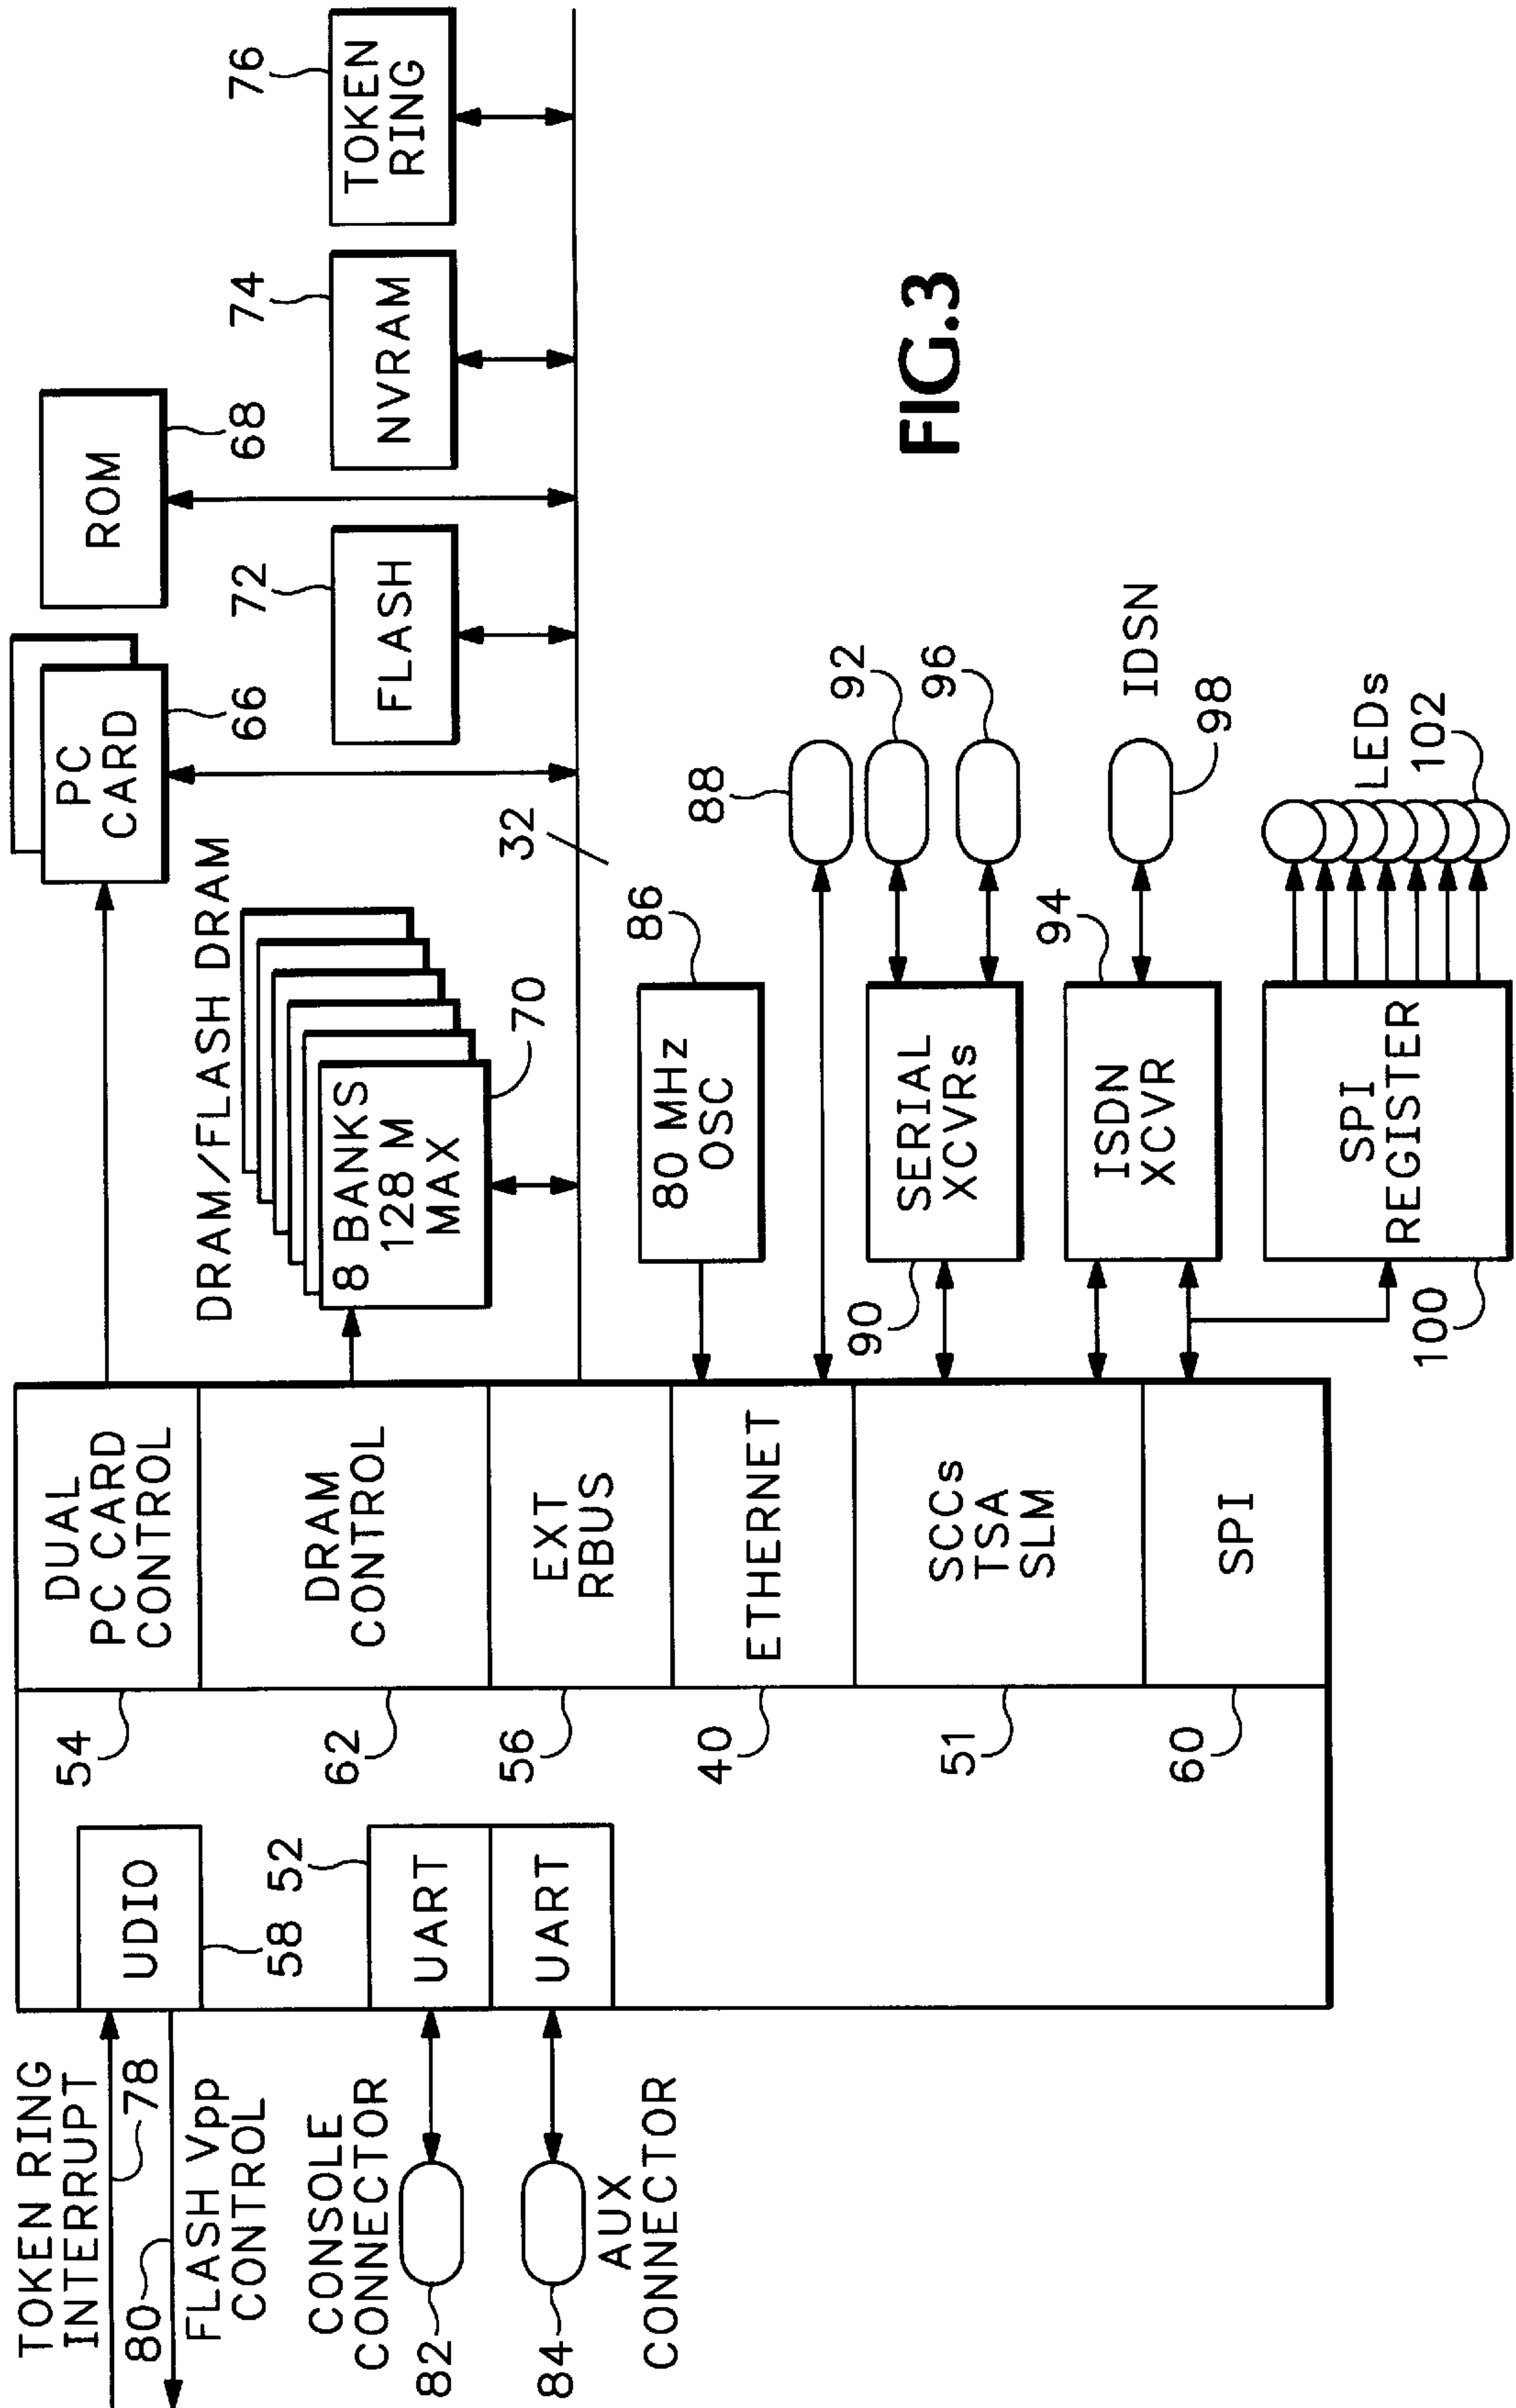 TOKEN RING
INTERRUPT
78
80
FLASH Vpp
CONTROL
CONSOLE
CONNECTOR
82
84
AUX
CONNECTOR
UDIO
58
52
UART
UART
54
62
56
40
51
60
DUAL
PC CARD
CONTROL
DRAM
CONTROL
EXT
RBUS
ETHERNET
SCCs
TSA
SLM
SPI
DRAM/FLASH DRAM
8 BANKS
128 M
MAX
70
32
PC
CARD
66
ROM
68
FLASH
72
NVRAM
74
TOKEN
RING
76
80 MHz
OSC
86
88
90
SERIAL
XCVRs
92
96
ISDN
XCVR
94
IDSN
98
SPI
REGISTER
100
LEDs
102
FIG.3